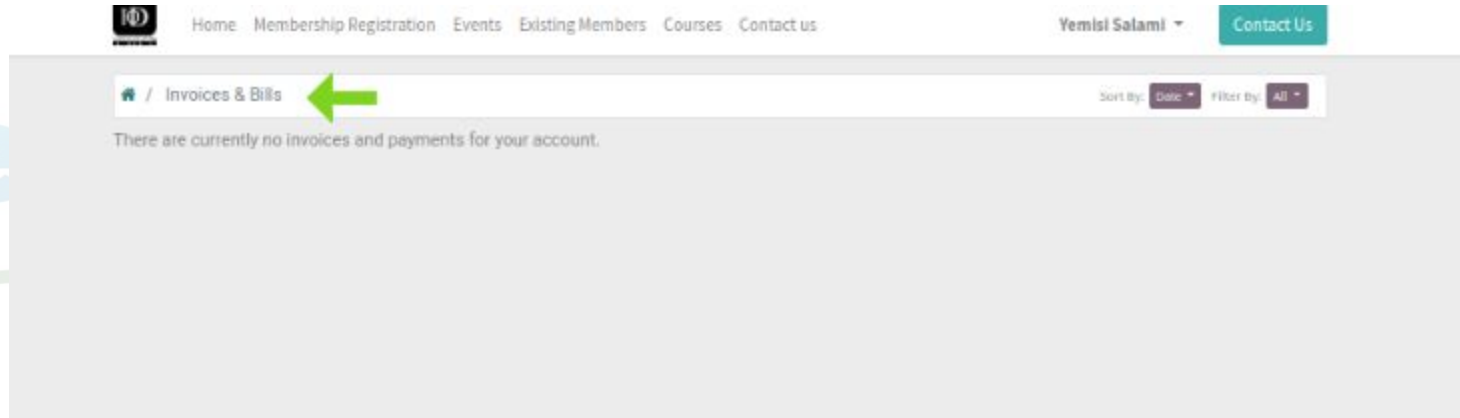 IOD
Home Membership Registration Events Existing Members Courses Contact us Yemisi Salami Contact Us
/ Invoices & Bills Sort By: Date Filter By: All
There are currently no invoices and payments for your account.